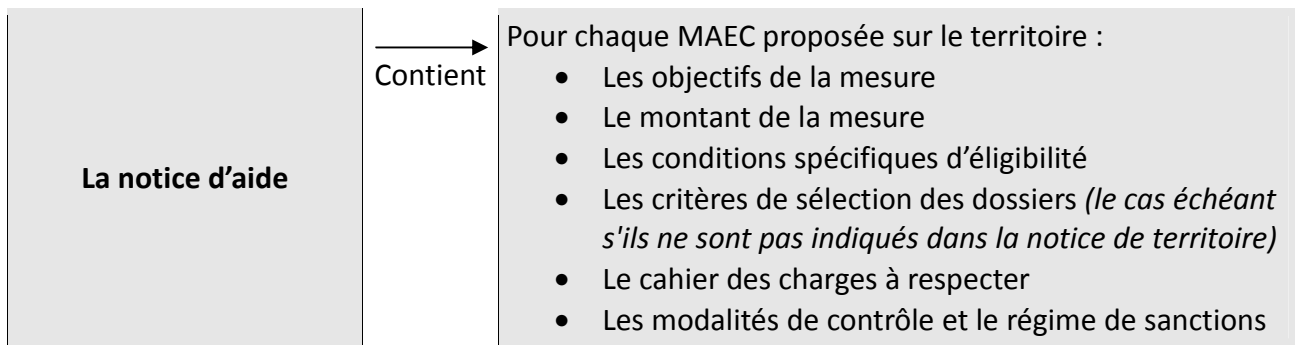 La notice d’aide
Contient
Pour chaque MAEC proposée sur le territoire :
• Les objectifs de la mesure
• Le montant de la mesure
• Les conditions spécifiques d’éligibilité
• Les critères de sélection des dossiers (le cas échéant
s'ils ne sont pas indiqués dans la notice de territoire)
• Le cahier des charges à respecter
• Les modalités de contrôle et le régime de sanctions